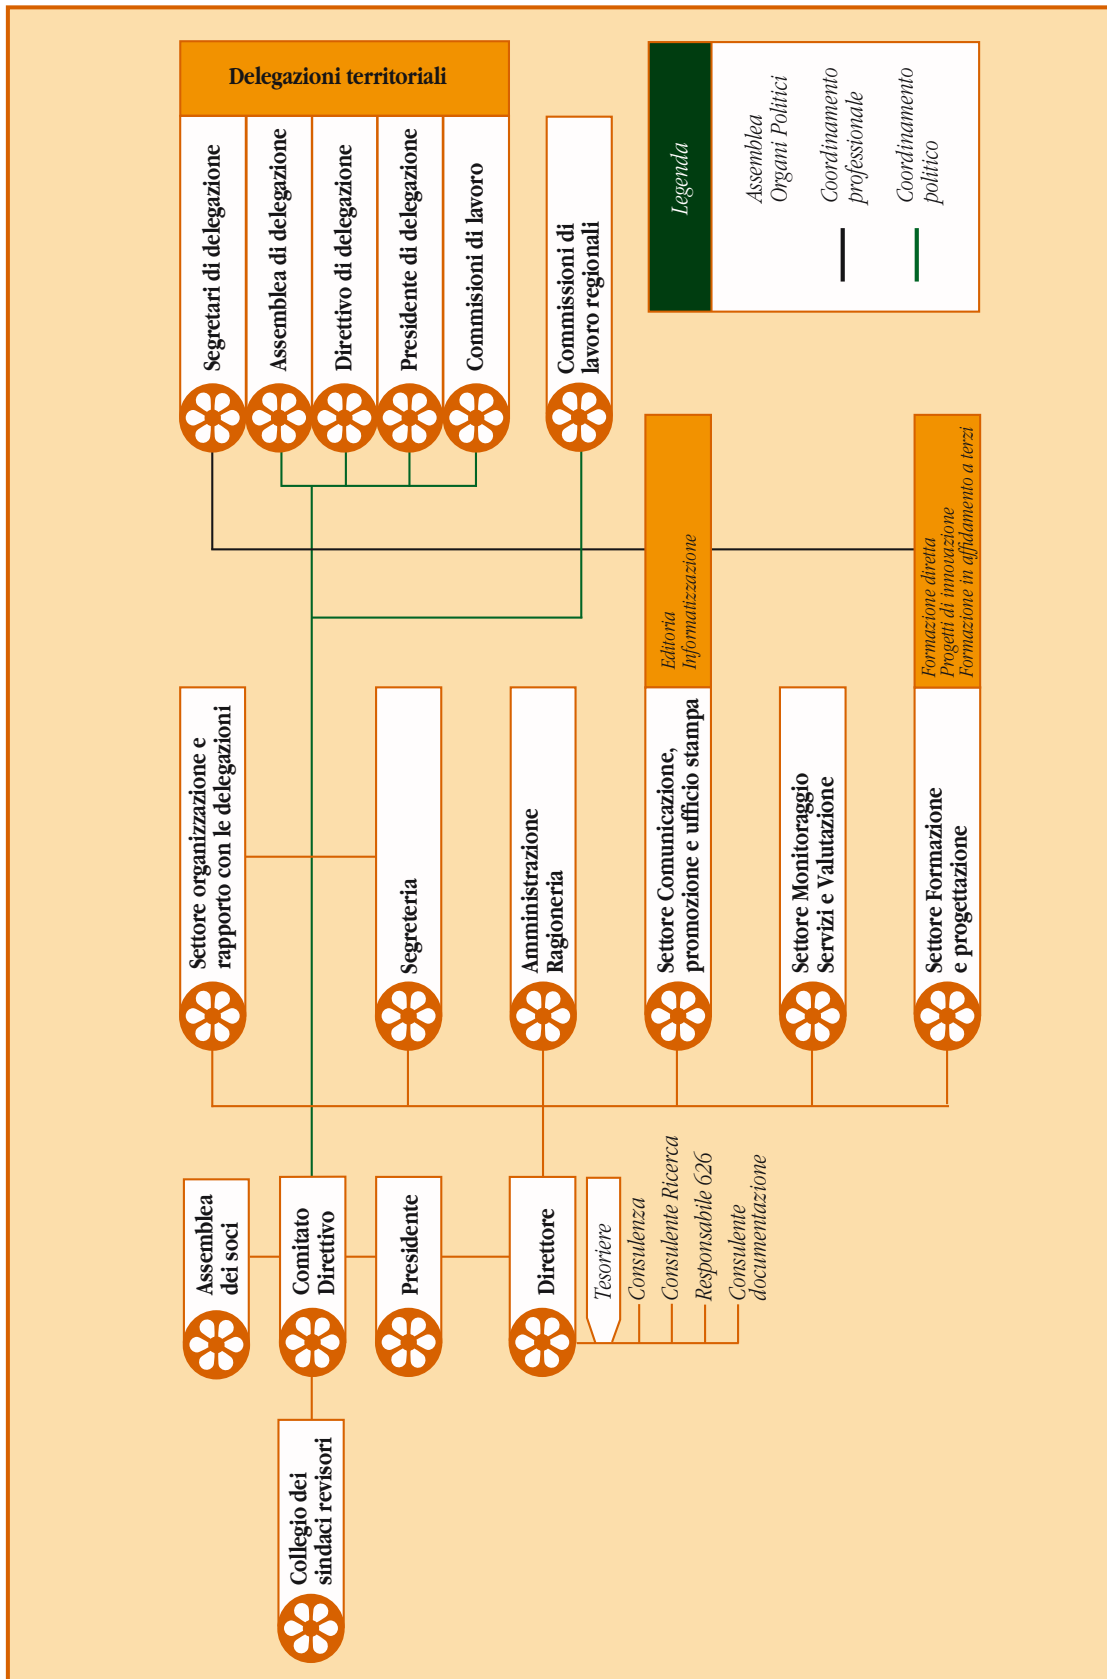 Delegazioni territoriali
Segretari di delegazione
Assemblea di delegazione
Direttivo di delegazione
Presidente di delegazione
Commisioni di lavoro
Commissioni di
lavoro regionali
Legenda
Assemblea
Organi Politici
Coordinamento
professionale
Coordinamento
politico
Settore organizzazione e
rapporto con le delegazioni
Segreteria
Amministrazione
Ragioneria
Settore Comunicazione,
promozione e ufficio stampa
Editoria
Informatizzazione
Settore Monitoraggio
Servizi e Valutazione
Settore Formazione
e progettazione
Formazione diretta
Progetti di innovazione
Formazione in affidamento a terzi
Assemblea
dei soci
Comitato
Direttivo
Presidente
Direttore
Tesoriere
Consulenza
Consulente Ricerca
Responsabile 626
Consulente
documentazione
Collegio dei
sindaci revisori